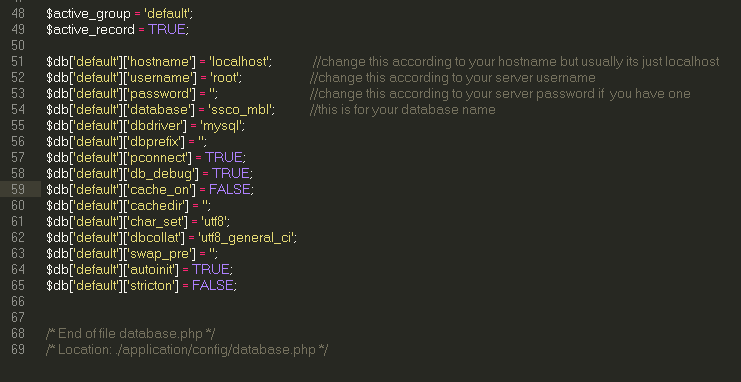 48 $active_group = 'default';
49 $active_record = TRUE;
50
51 $db['default']['hostname'] = 'localhost'; //change this according to your hostname but usually its just localhost
52 $db['default']['username'] = 'root'; //change this according to your server username
53 $db['default']['password'] = ''; //change this according to your server password if you have one
54 $db['default']['database'] = 'ssco_mbl'; //this is for your database name
55 $db['default']['dbdriver'] = 'mysql';
56 $db['default']['dbprefix'] = '';
57 $db['default']['pconnect'] = TRUE;
58 $db['default']['db_debug'] = TRUE;
59 $db['default']['cache_on'] = FALSE;
60 $db['default']['cachedir'] = '';
61 $db['default']['char_set'] = 'utf8';
62 $db['default']['dbcollat'] = 'utf8_general_ci';
63 $db['default']['swap_pre'] = '';
64 $db['default']['autoinit'] = TRUE;
65 $db['default']['stricton'] = FALSE;
66
67
68 /* End of file database.php */
69 /* Location: ./application/config/database.php */